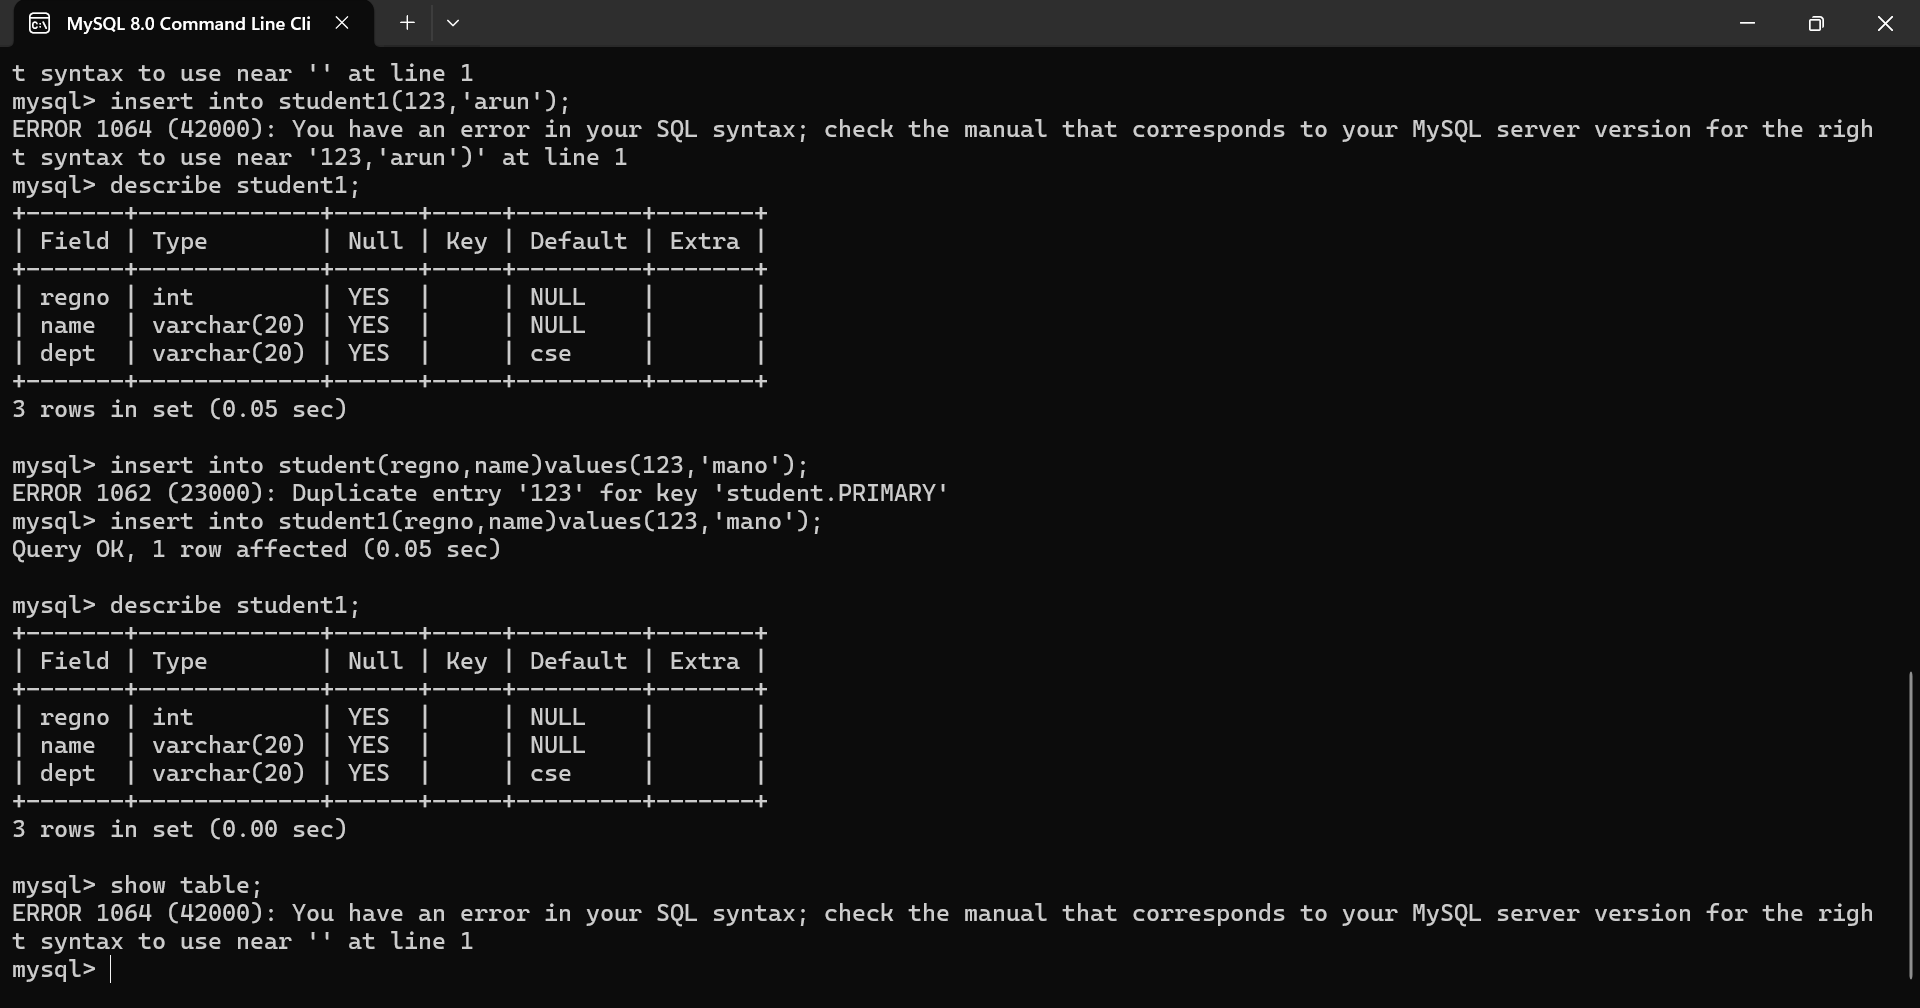 MySQL 8.0 Command Line Cli
t syntax to use near '' at line 1
mysql> insert into student1(123,'arun');
ERROR 1064 (42000): You have an error in your SQL syntax; check the manual that corresponds to your MySQL server version for the righ
t syntax to use near '123,'arun')' at line 1
mysql> describe student1;
+-------+-------------+------+-----+---------+-------+
| Field | Type        | Null | Key | Default | Extra |
+-------+-------------+------+-----+---------+-------+
| regno | int         | YES  |     | NULL    |       |
| name  | varchar(20) | YES  |     | NULL    |       |
| dept  | varchar(20) | YES  |     | cse     |       |
+-------+-------------+------+-----+---------+-------+
3 rows in set (0.05 sec)
mysql> insert into student(regno,name)values(123,'mano');
ERROR 1062 (23000): Duplicate entry '123' for key 'student.PRIMARY'
mysql> insert into student1(regno,name)values(123,'mano');
Query OK, 1 row affected (0.05 sec)
mysql> describe student1;
+-------+-------------+------+-----+---------+-------+
| Field | Type        | Null | Key | Default | Extra |
+-------+-------------+------+-----+---------+-------+
| regno | int         | YES  |     | NULL    |       |
| name  | varchar(20) | YES  |     | NULL    |       |
| dept  | varchar(20) | YES  |     | cse     |       |
+-------+-------------+------+-----+---------+-------+
3 rows in set (0.00 sec)
mysql> show table;
ERROR 1064 (42000): You have an error in your SQL syntax; check the manual that corresponds to your MySQL server version for the righ
t syntax to use near '' at line 1
mysql>